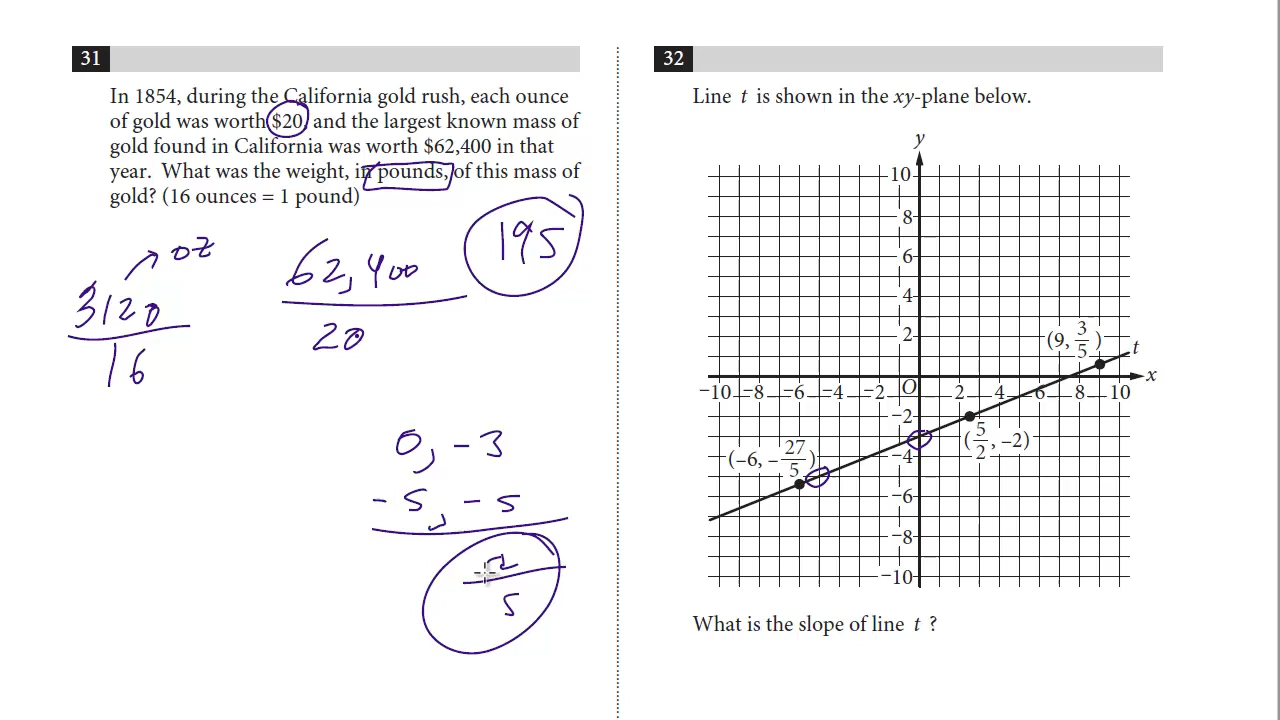 31
In 1854, during the California gold rush, each ounce
of gold was worth $20, and the largest known mass of
gold found in California was worth $62,400 in that
year. What was the weight, in pounds, of this mass of
gold? (16 ounces = 1 pound)
oz
3120
16
62,400
20
195
0, -3
-5, -5
2
5
32
Line t is shown in the xy-plane below.
y
10
8
6
4
2
(9, 3/5)
t
x
−10 −8 −6 −4 −2 O 2 4 6 8 10
−2
(5/2, −2)
(−6, −27/5)
−4
−6
−8
−10
What is the slope of line t ?